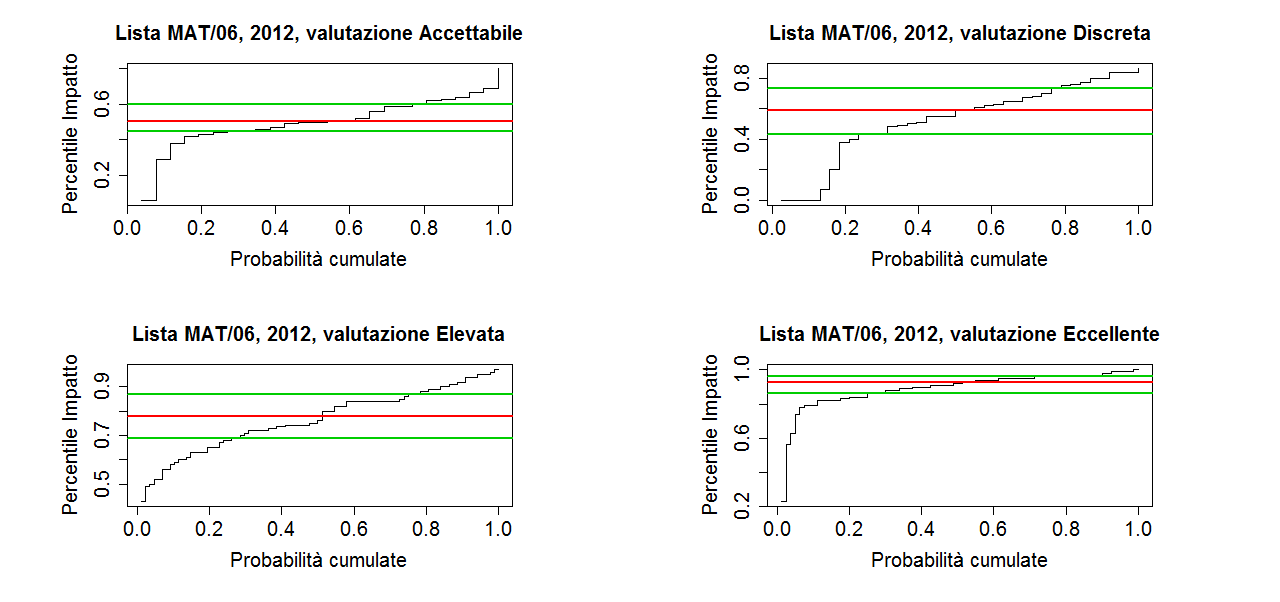 Lista MAT/06, 2012, valutazione Accettabile
Percentile Impatto
0.6
0.2
0.0 0.2 0.4 0.6 0.8 1.0
Probabilità cumulate
Lista MAT/06, 2012, valutazione Discreta
Percentile Impatto
0.8
0.4
0.0
0.0 0.2 0.4 0.6 0.8 1.0
Probabilità cumulate
Lista MAT/06, 2012, valutazione Elevata
Percentile Impatto
0.9
0.7
0.5
0.0 0.2 0.4 0.6 0.8 1.0
Probabilità cumulate
Lista MAT/06, 2012, valutazione Eccellente
Percentile Impatto
1.0
0.6
0.2
0.0 0.2 0.4 0.6 0.8 1.0
Probabilità cumulate